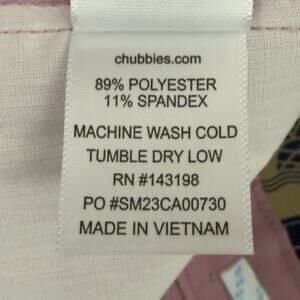 chubbies.com
89% POLYESTER
11% SPANDEX
MACHINE WASH COLD
TUMBLE DRY LOW
RN #143198
PO #SM23CA00730
MADE IN VIETNAM